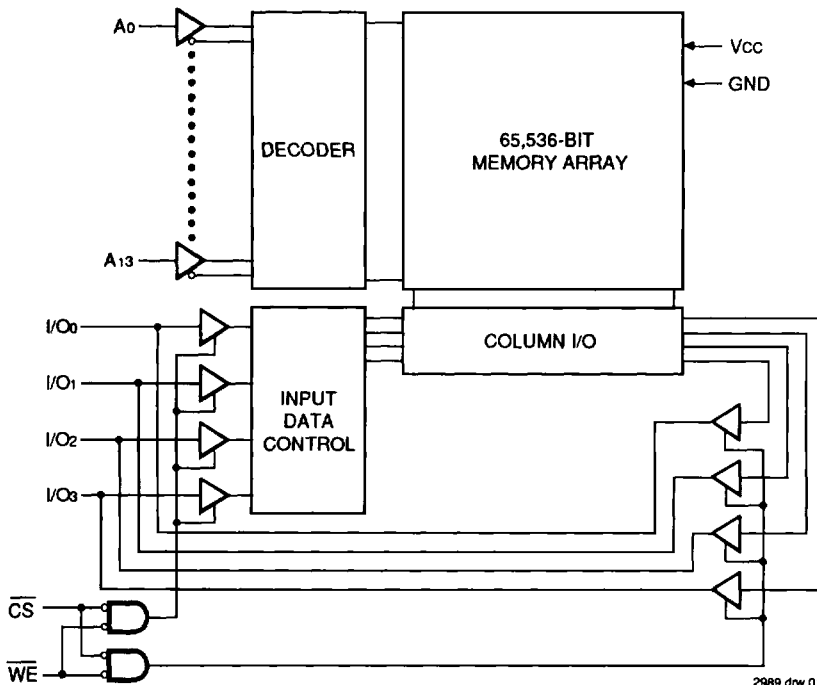 A0
DECODER
65,536-BIT
MEMORY ARRAY
VCC
GND
A13
I/O0
I/O1
I/O2
I/O3
INPUT
DATA
CONTROL
COLUMN I/O
CS
WE
2989 drw 0